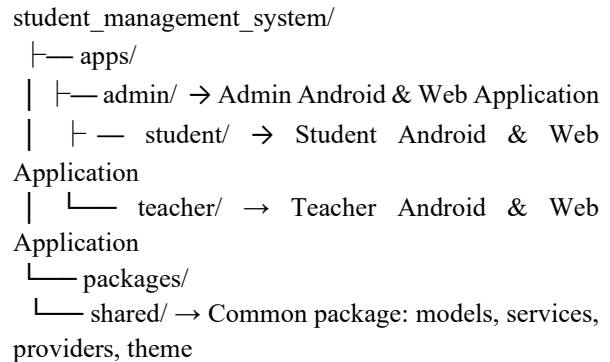 student_management_system/
├── apps/
│ ├── admin/ → Admin Android & Web Application
│ ├ — student/ → Student Android & Web
Application
│ └── teacher/ → Teacher Android & Web
Application
└── packages/
└── shared/ → Common package: models, services,
providers, theme